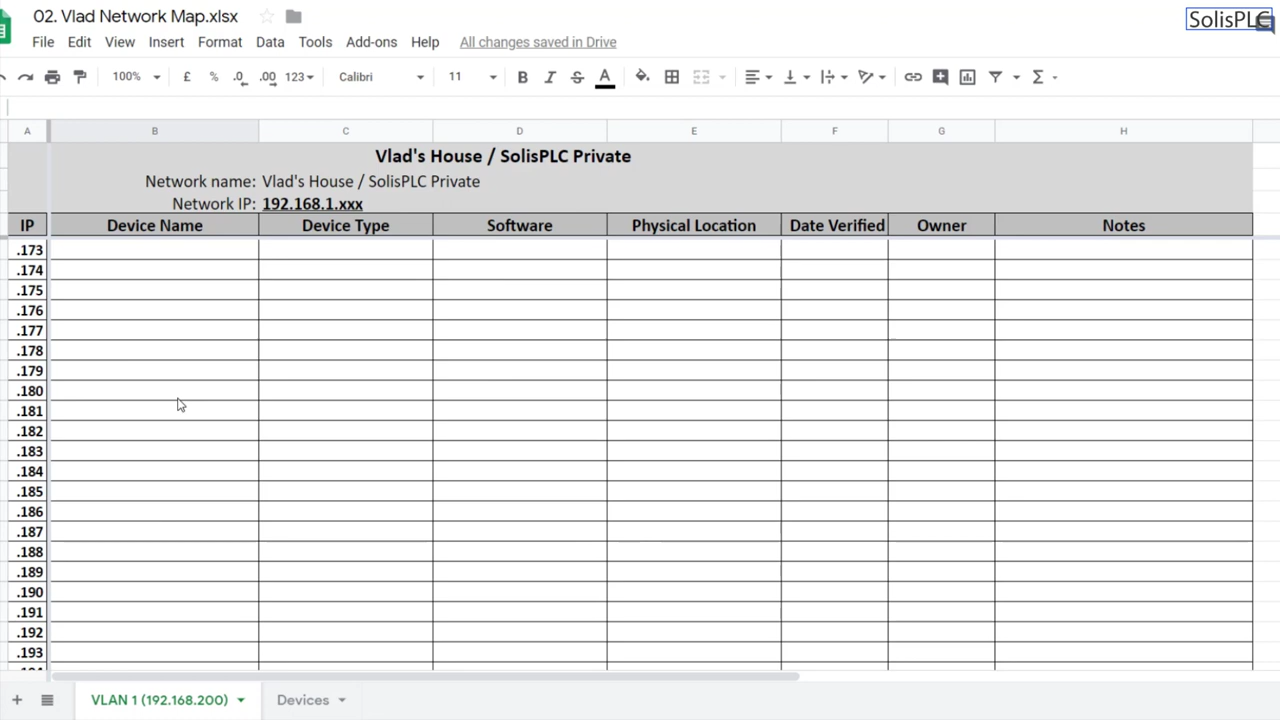 02. Vlad Network Map.xlsx
SolisPLC
File Edit View Insert Format Data Tools Add-ons Help All changes saved in Drive
100% £ % .0 .00 123 Calibri 11 B I S A Σ
A B C D E F G H
Vlad's House / SolisPLC Private
Network name: Vlad's House / SolisPLC Private
Network IP: 192.168.1.xxx
IP Device Name Device Type Software Physical Location Date Verified Owner Notes
.173
.174
.175
.176
.177
.178
.179
.180
.181
.182
.183
.184
.185
.186
.187
.188
.189
.190
.191
.192
.193
VLAN 1 (192.168.200) Devices